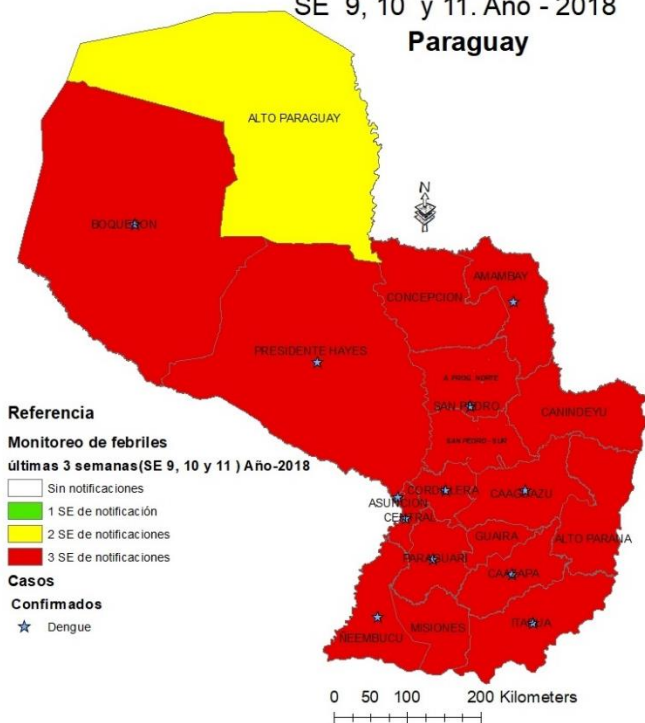 SE 9, 10 y 11. Año - 2018
Paraguay
ALTO PARAGUAY
N
BOQUERON
AMAMBAY
CONCEPCION
PRESIDENTE HAYES
SAN PEDRO
CANINDEYU
SAN PEDRO - SUR
Referencia
Monitoreo de febriles
últimas 3 semanas(SE 9, 10 y 11 ) Año-2018
Sin notificaciones
1 SE de notificación
2 SE de notificaciones
3 SE de notificaciones
Casos
Confirmados
Dengue
CORDILLERA
CAAGUAZU
ASUNCION
CENTRAL
GUAIRA
ALTO PARANA
PARAGUARI
CAAZAPA
ITAPUA
ÑEEMBUCU
MISIONES
0 50 100 200 Kilometers